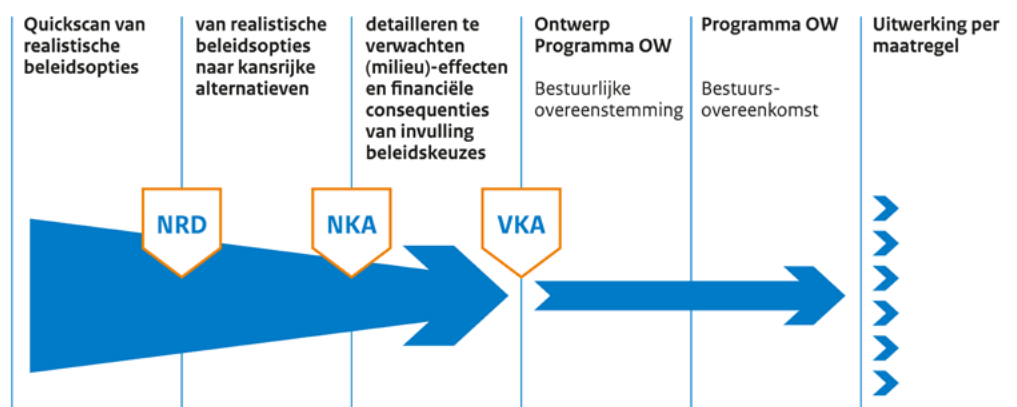 Quickscan van
realistische
beleidsopties
van realistische
beleidsopties
naar kansrijke
alternatieven
detailleren te
verwachten
(milieu)-effecten
en financiële
consequenties
van invulling
beleidskeuzes
Ontwerp
Programma OW
Bestuurlijke
overeenstemming
Programma OW
Bestuurs-
overeenkomst
Uitwerking per
maatregel
NRD
NKA
VKA